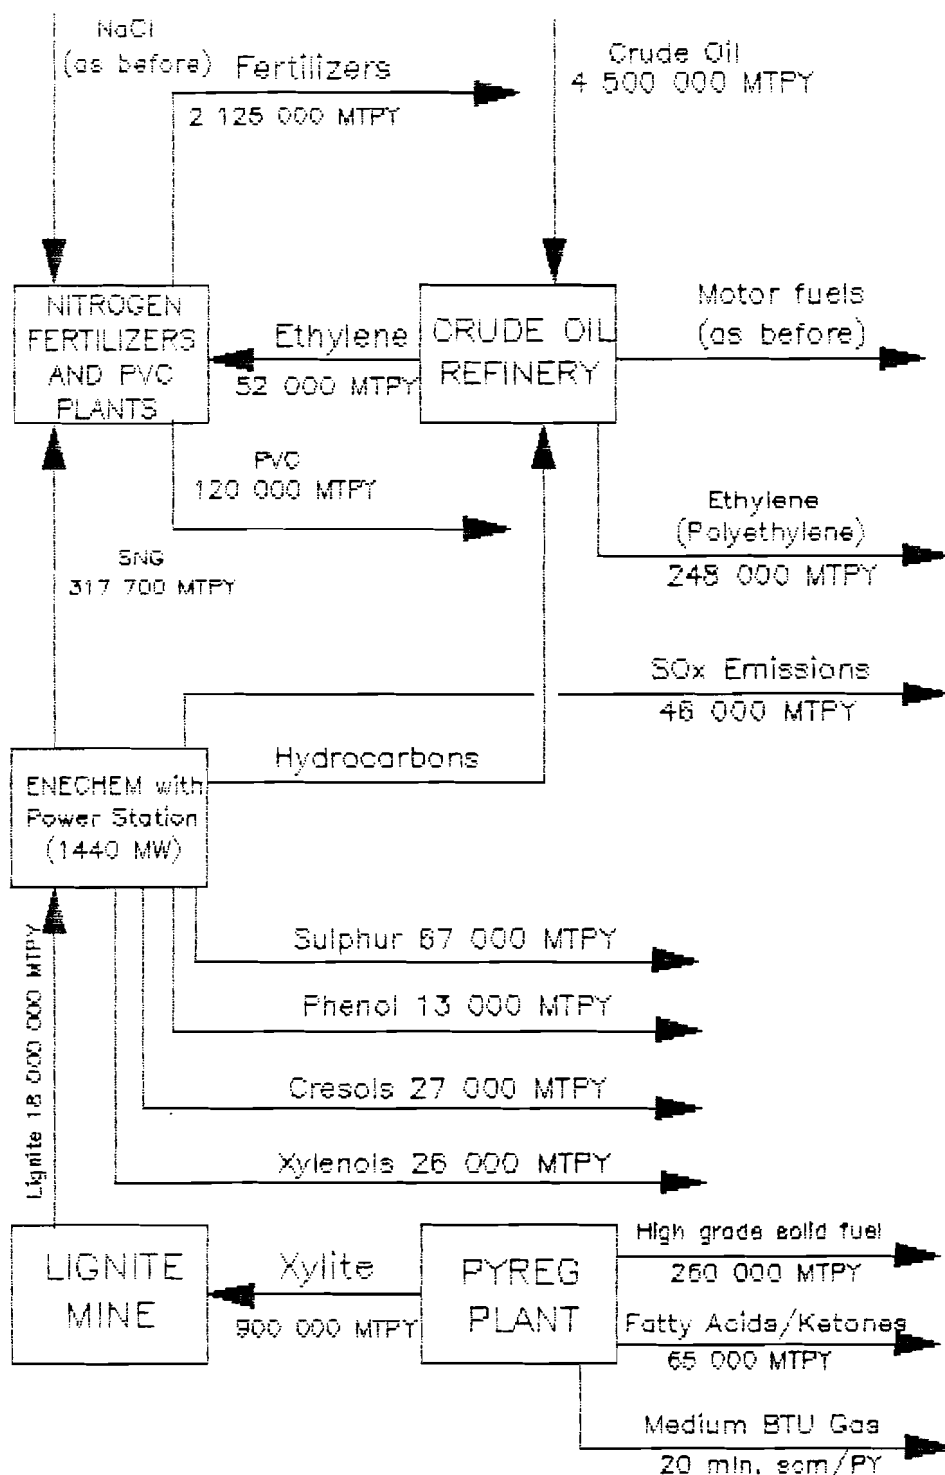 NaCl
(as before)
Fertilizers
2 125 000 MTPY
Crude Oil
4 500 000 MTPY
NITROGEN
FERTILIZERS
AND PVC
PLANTS
Ethylene
52 000 MTPY
CRUDE OIL
REFINERY
Motor fuels
(as before)
PVC
120 000 MTPY
Ethylene
(Polyethylene)
248 000 MTPY
SNG
317 700 MTPY
SOx Emissions
46 000 MTPY
Hydrocarbons
ENECHEM with
Power Station
(1440 MW)
Lignite 18 000 000 MTPY
Sulphur 67 000 MTPY
Phenol 13 000 MTPY
Cresols 27 000 MTPY
Xylenols 26 000 MTPY
LIGNITE
MINE
Xylite
900 000 MTPY
PYREG
PLANT
High grade solid fuel
260 000 MTPY
Fatty Acids/Ketones
65 000 MTPY
Medium BTU Gas
20 mln. scm/PY